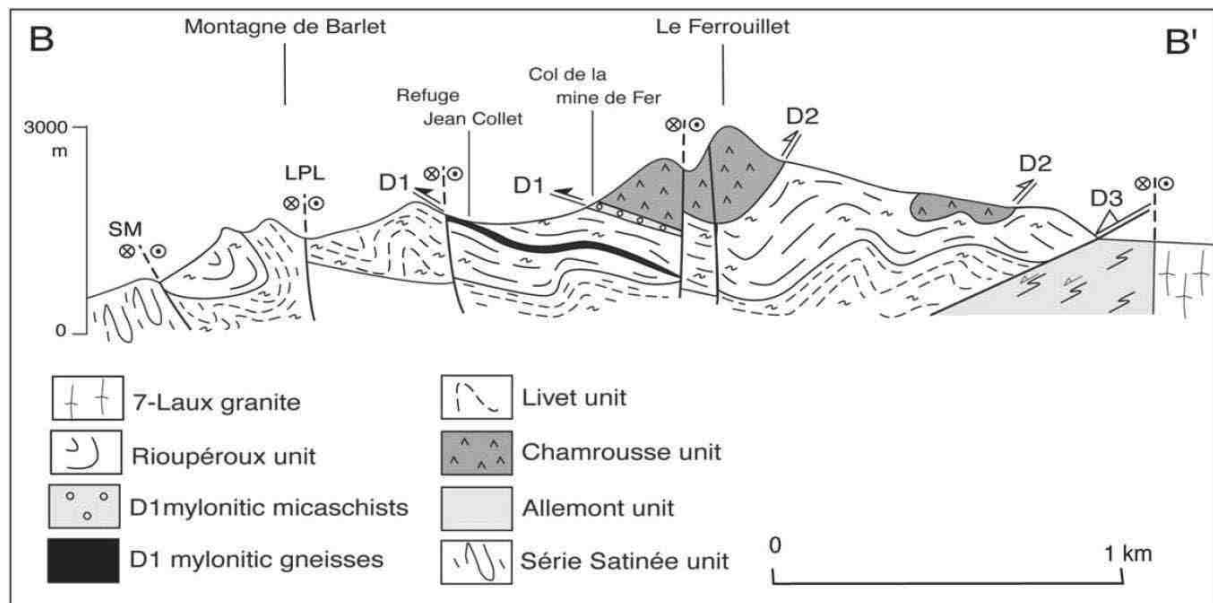 B
Montagne de Barlet
Le Ferrouillet
B'
Col de la
mine de Fer
Refuge
Jean Collet
3000
m
0
SM
LPL
D1
D1
D2
D2
D3
7-Laux granite
Rioupéroux unit
D1mylonitic micaschists
D1 mylonitic gneisses
Livet unit
Chamrousse unit
Allemont unit
Série Satinée unit
0
1 km